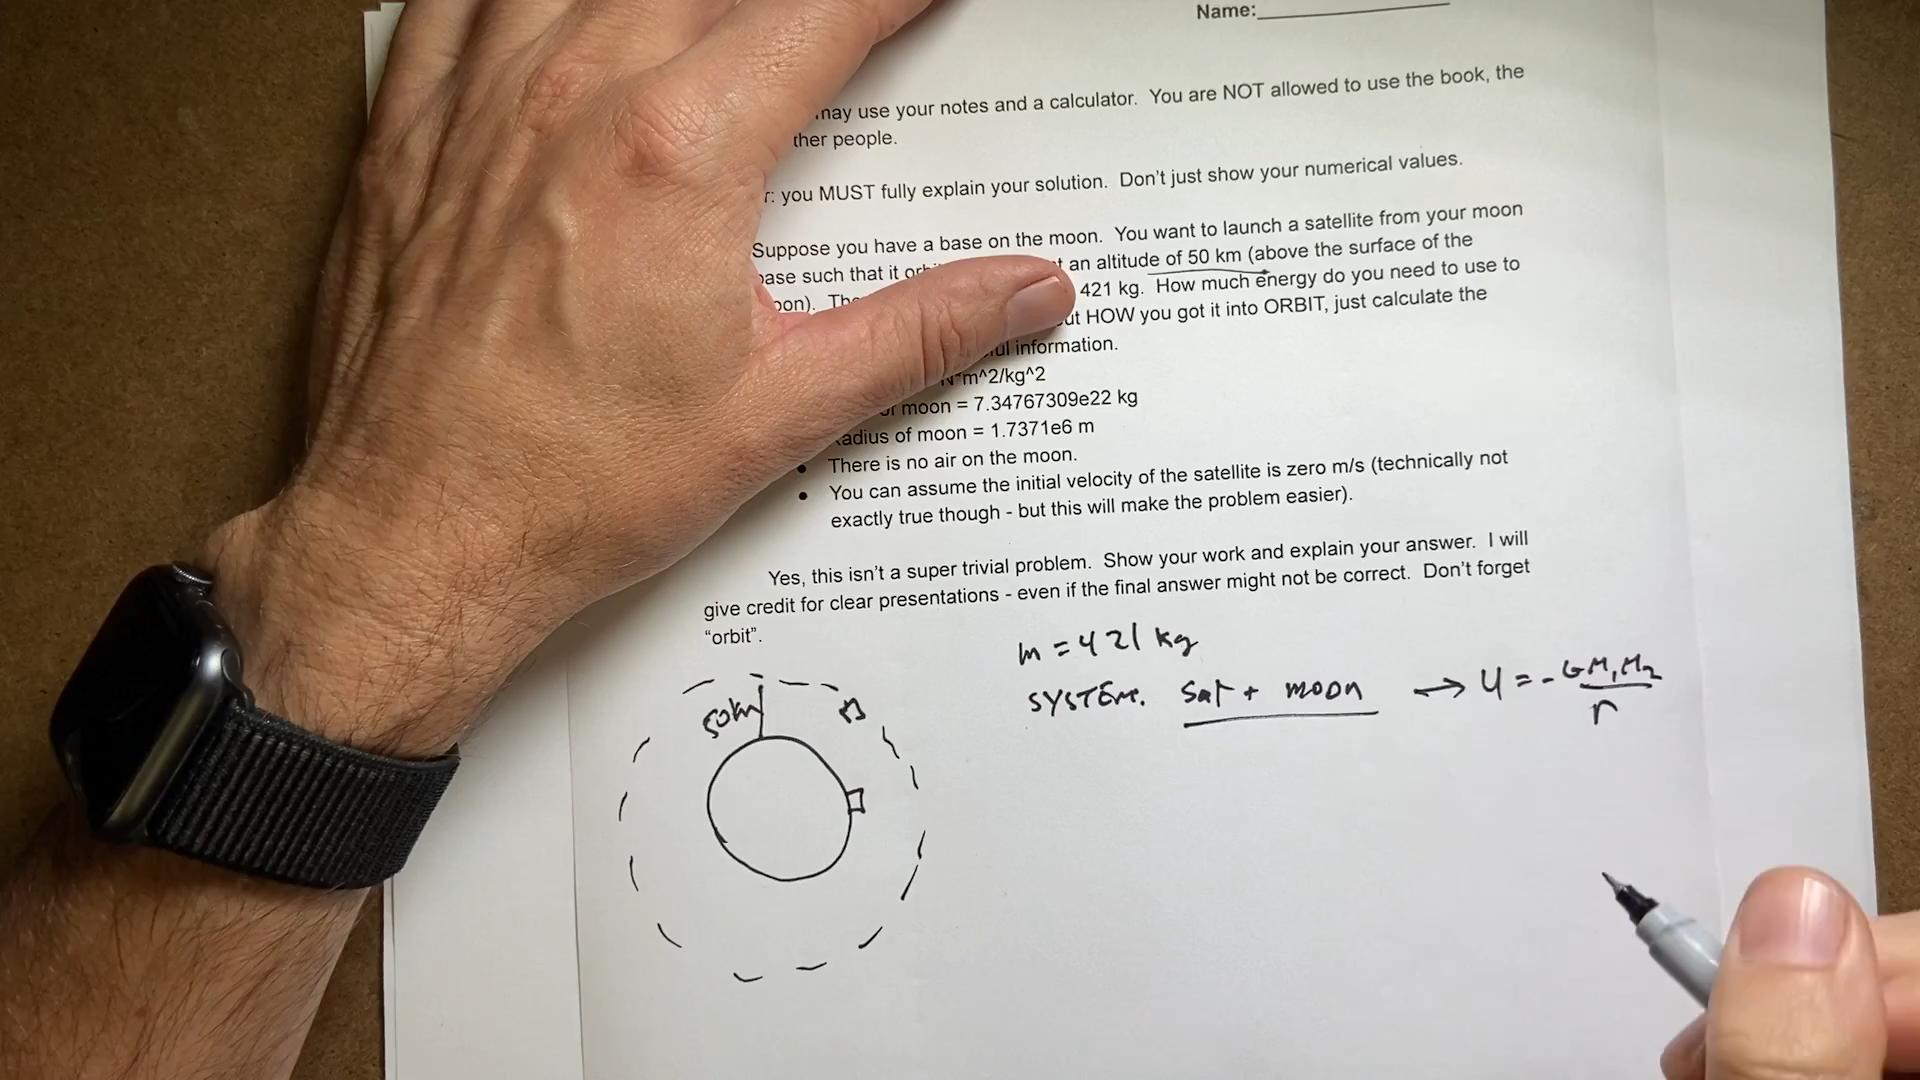 Name:
may use your notes and a calculator. You are NOT allowed to use the book, the
ther people.
r: you MUST fully explain your solution. Don't just show your numerical values.
Suppose you have a base on the moon. You want to launch a satellite from your moon
base such that it an altitude of 50 km (above the surface of the
oon). 421 kg. How much energy do you need to use to
HOW you got it into ORBIT, just calculate the
information.
N*m^2/kg^2
moon = 7.34767309e22 kg
Radius of moon = 1.7371e6 m
• There is no air on the moon.
• You can assume the initial velocity of the satellite is zero m/s (technically not
exactly true though - but this will make the problem easier).
Yes, this isn't a super trivial problem. Show your work and explain your answer. I will
give credit for clear presentations - even if the final answer might not be correct. Don't forget
"orbit".
m = 421 kg
SYSTEM. Sat + moon → U = - GM₁M₂ / r
50km